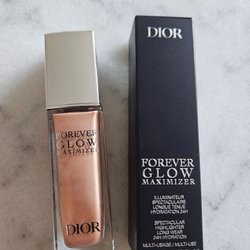 FOREVER
GLOW
MAXIMIZER
DIOR
DIOR
FOREVER
GLOW
MAXIMIZER
ILLUMINATEUR
SPECTACULAIRE
LONGUE TENUE
HYDRATATION 24H
SPECTACULAR
HIGHLIGHTER
LONG WEAR
24H HYDRATION
MULTI-USAGE / MULTI-USE